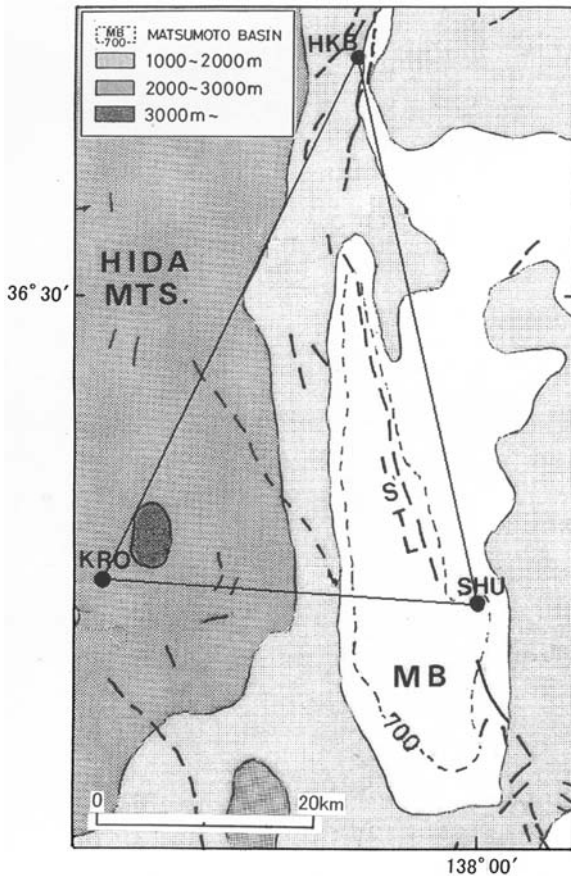 MB
700
MATSUMOTO BASIN
1000~2000m
2000~3000m
3000m~
HKB
HIDA
MTS.
36° 30'
S
T
L
KRO
SHU
MB
700
0
20km
138° 00'